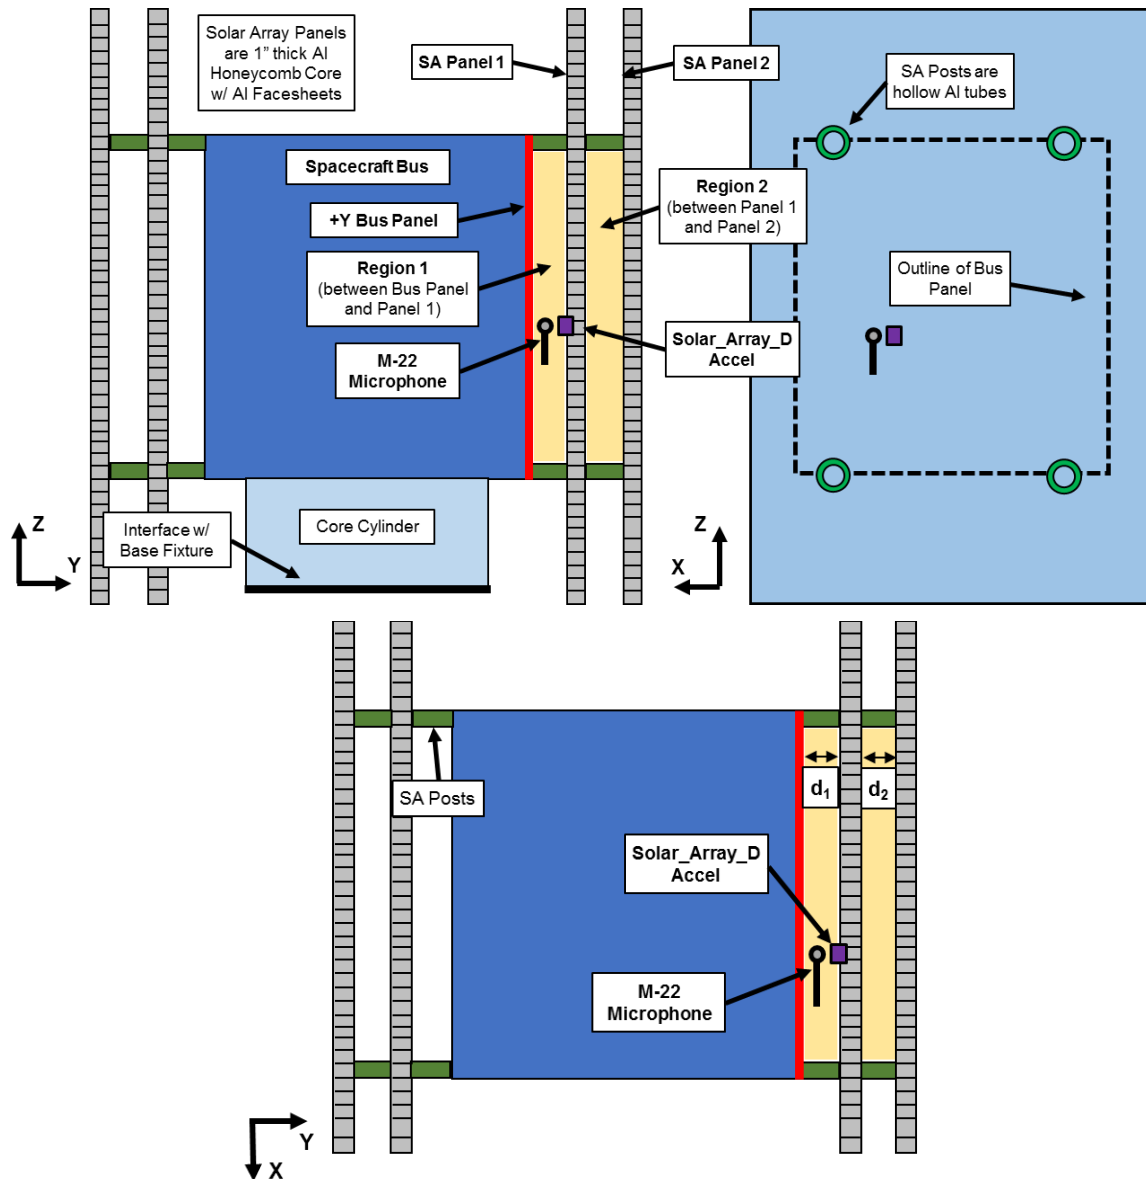 Solar Array Panels
are 1” thick Al
Honeycomb Core
w/ Al Facesheets
SA Panel 1
SA Panel 2
SA Posts are
hollow Al tubes
Spacecraft Bus
+Y Bus Panel
Region 1
(between Bus Panel
and Panel 1)
Region 2
(between Panel 1
and Panel 2)
Outline of Bus
Panel
M-22
Microphone
Solar_Array_D
Accel
Interface w/
Base Fixture
Core Cylinder
Z
Y
Z
X
SA Posts
d1
d2
Solar_Array_D
Accel
M-22
Microphone
Y
X